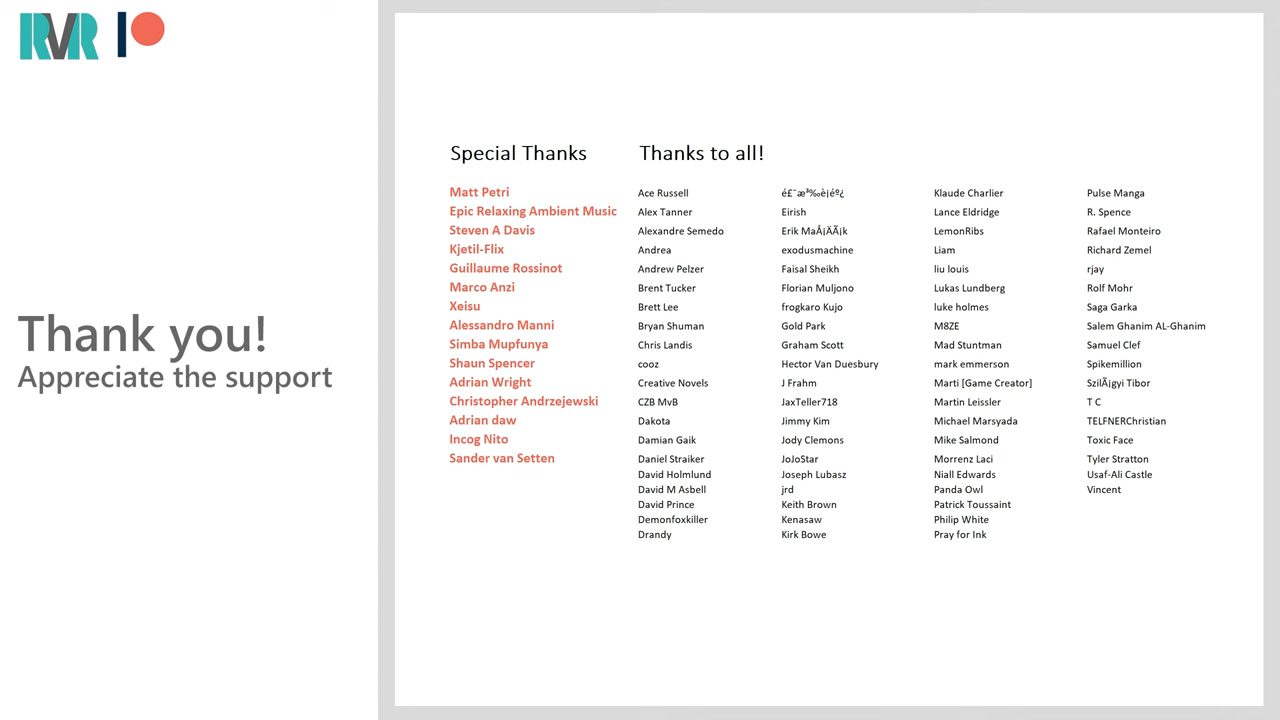 RVR
Thank you!
Appreciate the support
Special Thanks
Matt Petri
Epic Relaxing Ambient Music
Steven A Davis
Kjetil-Flix
Guillaume Rossinot
Marco Anzi
Xeisu
Alessandro Manni
Simba Mupfunya
Shaun Spencer
Adrian Wright
Christopher Andrzejewski
Adrian daw
Incog Nito
Sander van Setten
Thanks to all!
Ace Russell
Alex Tanner
Alexandre Semedo
Andrea
Andrew Pelzer
Brent Tucker
Brett Lee
Bryan Shuman
Chris Landis
cooz
Creative Novels
CZB MvB
Dakota
Damian Gaik
Daniel Straiker
David Holmlund
David M Asbell
David Prince
Demonfoxkiller
Drandy
é£¯æ³‰è¡éº¿
Eirish
Erik MaÅ¡ÄÃ¡k
exodusmachine
Faisal Sheikh
Florian Muljono
frogkaro Kujo
Gold Park
Graham Scott
Hector Van Duesbury
J Frahm
JaxTeller718
Jimmy Kim
Jody Clemons
JoJoStar
Joseph Lubasz
jrd
Keith Brown
Kenasaw
Kirk Bowe
Klaude Charlier
Lance Eldridge
LemonRibs
Liam
liu louis
Lukas Lundberg
luke holmes
M8ZE
Mad Stuntman
mark emmerson
Marti [Game Creator]
Martin Leissler
Michael Marsyada
Mike Salmond
Morrenz Laci
Niall Edwards
Panda Owl
Patrick Toussaint
Philip White
Pray for Ink
Pulse Manga
R. Spence
Rafael Monteiro
Richard Zemel
rjay
Rolf Mohr
Saga Garka
Salem Ghanim AL-Ghanim
Samuel Clef
Spikemillion
SzilÃ¡gyi Tibor
T C
TELFNERChristian
Toxic Face
Tyler Stratton
Usaf-Ali Castle
Vincent